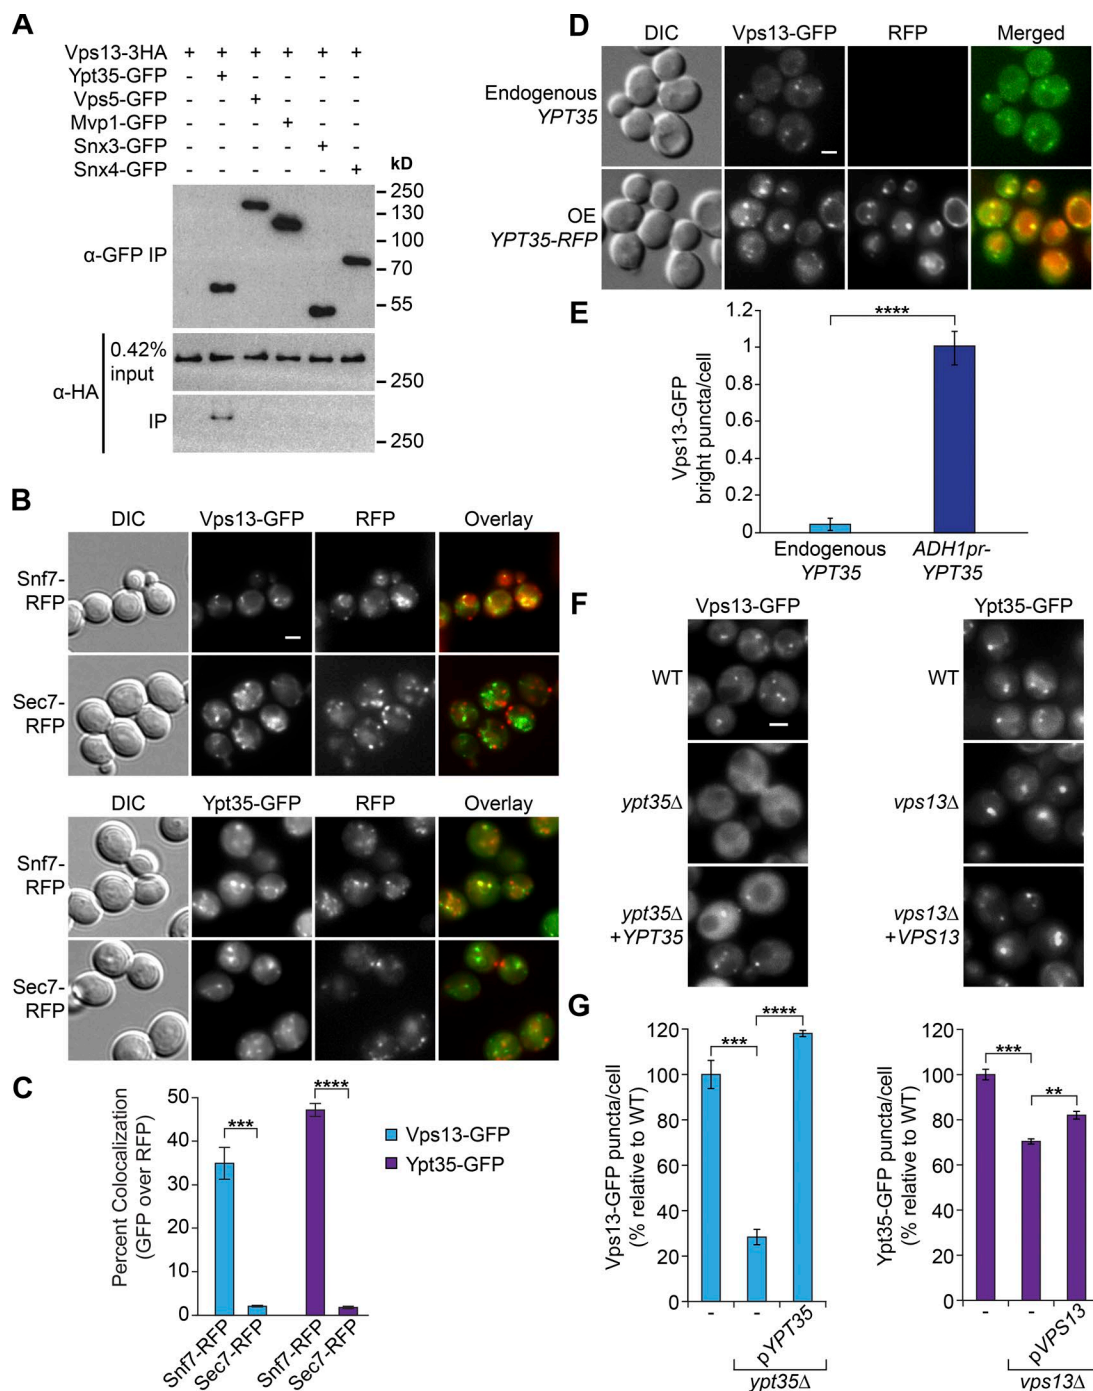 A
Vps13-3HA + + + + + +
Ypt35-GFP - + - - - -
Vps5-GFP - - + - - -
Mvp1-GFP - - - + - -
Snx3-GFP - - - - + -
Snx4-GFP - - - - - +
kD
α-GFP IP
250
130
100
70
55
α-HA
0.42%
input
250
IP
250
B
DIC Vps13-GFP RFP Overlay
Snf7-
RFP
Sec7-
RFP
DIC Ypt35-GFP RFP Overlay
Snf7-
RFP
Sec7-
RFP
C
Percent Colocalization
(GFP over RFP)
50
40
30
20
10
0
*** ****
Vps13-GFP
Ypt35-GFP
Snf7-RFP Sec7-RFP Snf7-RFP Sec7-RFP
D
DIC Vps13-GFP RFP Merged
Endogenous
YPT35
OE
YPT35-RFP
E
Vps13-GFP
bright puncta/cell
1.2
1
0.8
0.6
0.4
0.2
0
****
Endogenous
YPT35
ADH1pr-
YPT35
F
Vps13-GFP
WT
ypt35Δ
ypt35Δ
+YPT35
Ypt35-GFP
WT
vps13Δ
vps13Δ
+VPS13
G
Vps13-GFP puncta/cell
(% relative to WT)
120
100
80
60
40
20
0
*** ****
- - pYPT35
ypt35Δ
Ypt35-GFP puncta/cell
(% relative to WT)
120
100
80
60
40
20
0
*** **
- - pVPS13
vps13Δ